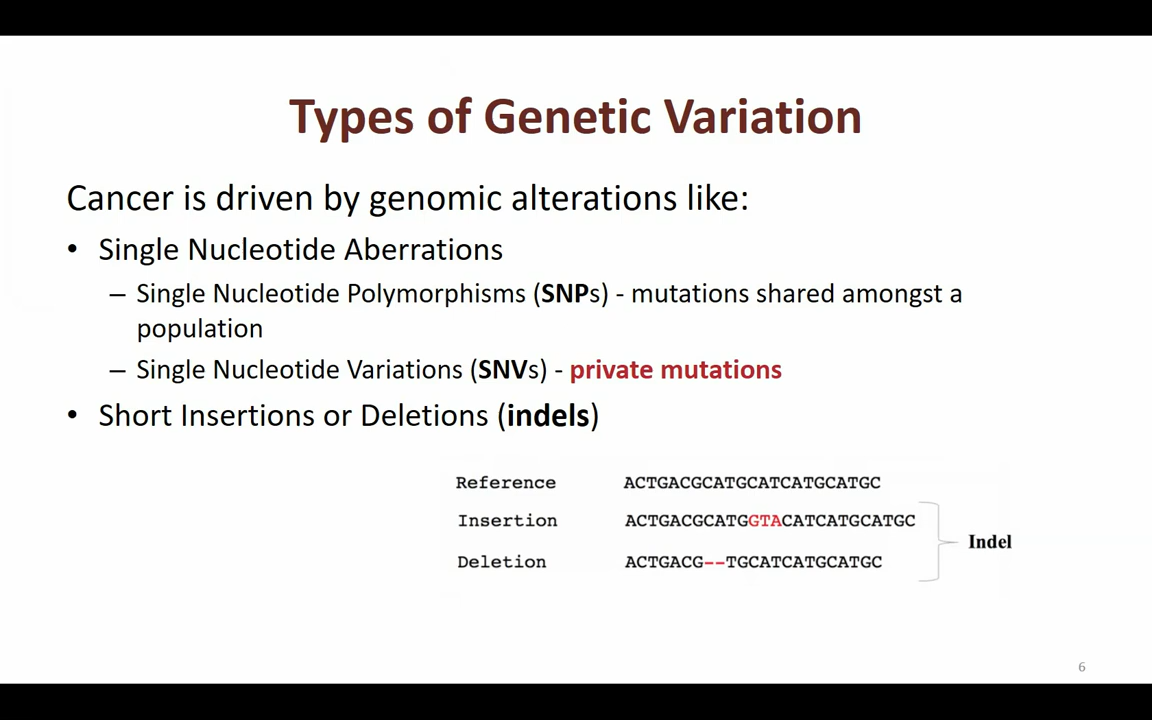 Types of Genetic Variation
Cancer is driven by genomic alterations like:
• Single Nucleotide Aberrations
– Single Nucleotide Polymorphisms (SNPs) - mutations shared amongst a
population
– Single Nucleotide Variations (SNVs) - private mutations
• Short Insertions or Deletions (indels)
Reference ACTGACGCATGCATCATGCATGC
Insertion ACTGACGCATGGTACATCATGCATGC
Deletion ACTGACG--TGCATCATGCATGC
Indel
6